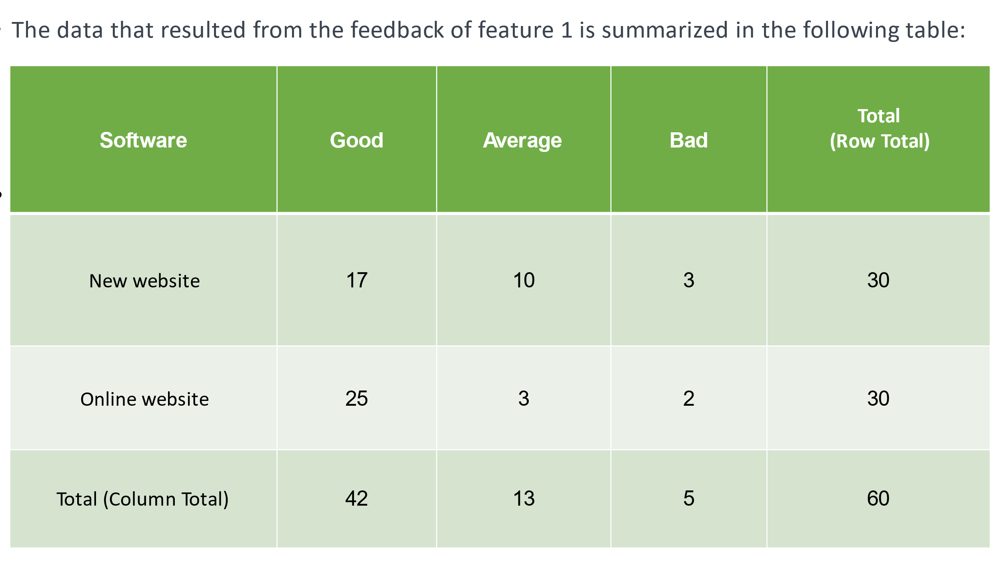 The data that resulted from the feedback of feature 1 is summarized in the following table:
Software Good Average Bad Total
(Row Total)
New website 17 10 3 30
Online website 25 3 2 30
Total (Column Total) 42 13 5 60